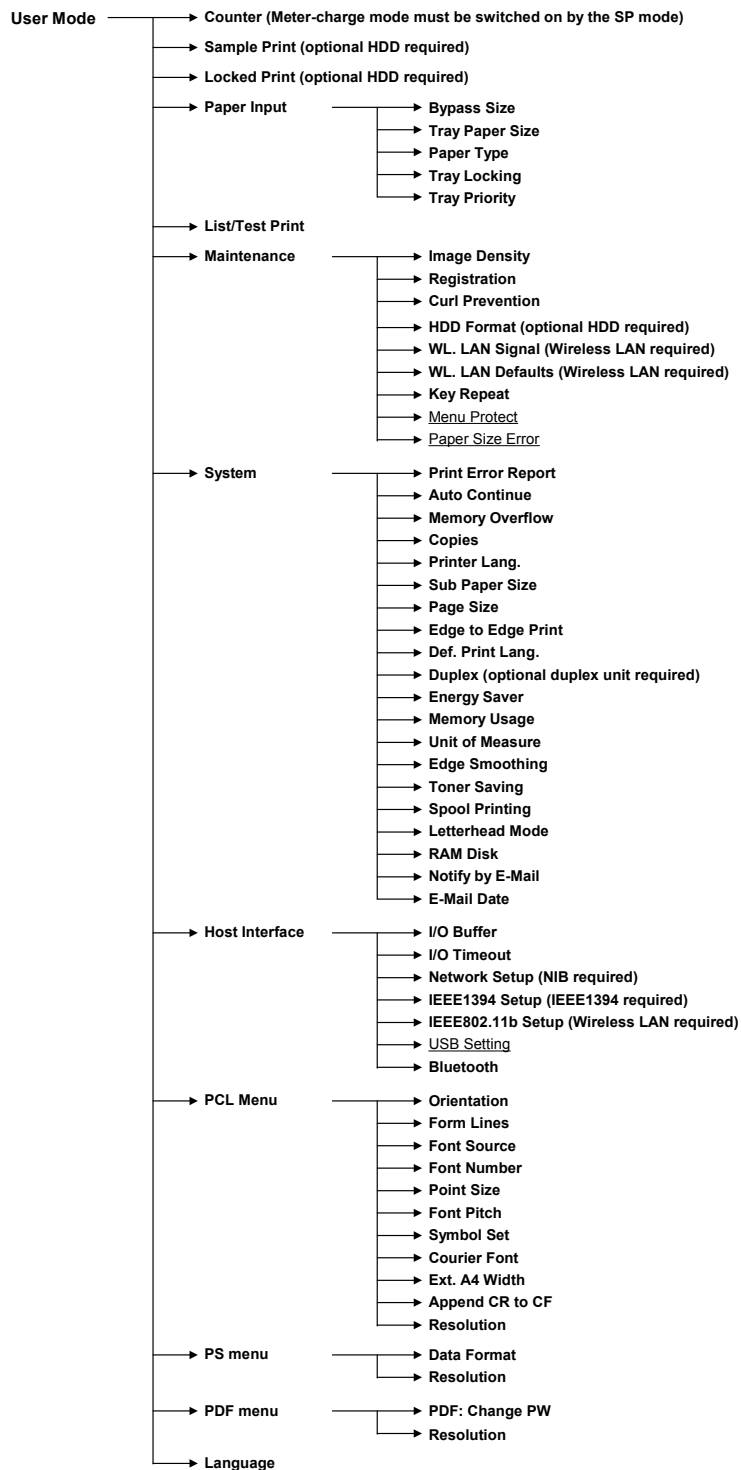 User Mode
Counter (Meter-charge mode must be switched on by the SP mode)
Sample Print (optional HDD required)
Locked Print (optional HDD required)
Paper Input
Bypass Size
Tray Paper Size
Paper Type
Tray Locking
Tray Priority
List/Test Print
Maintenance
Image Density
Registration
Curl Prevention
HDD Format (optional HDD required)
WL. LAN Signal (Wireless LAN required)
WL. LAN Defaults (Wireless LAN required)
Key Repeat
Menu Protect
Paper Size Error
System
Print Error Report
Auto Continue
Memory Overflow
Copies
Printer Lang.
Sub Paper Size
Page Size
Edge to Edge Print
Def. Print Lang.
Duplex (optional duplex unit required)
Energy Saver
Memory Usage
Unit of Measure
Edge Smoothing
Toner Saving
Spool Printing
Letterhead Mode
RAM Disk
Notify by E-Mail
E-Mail Date
Host Interface
I/O Buffer
I/O Timeout
Network Setup (NIB required)
IEEE1394 Setup (IEEE1394 required)
IEEE802.11b Setup (Wireless LAN required)
USB Setting
Bluetooth
PCL Menu
Orientation
Form Lines
Font Source
Font Number
Point Size
Font Pitch
Symbol Set
Courier Font
Ext. A4 Width
Append CR to CF
Resolution
PS menu
Data Format
Resolution
PDF menu
PDF: Change PW
Resolution
Language